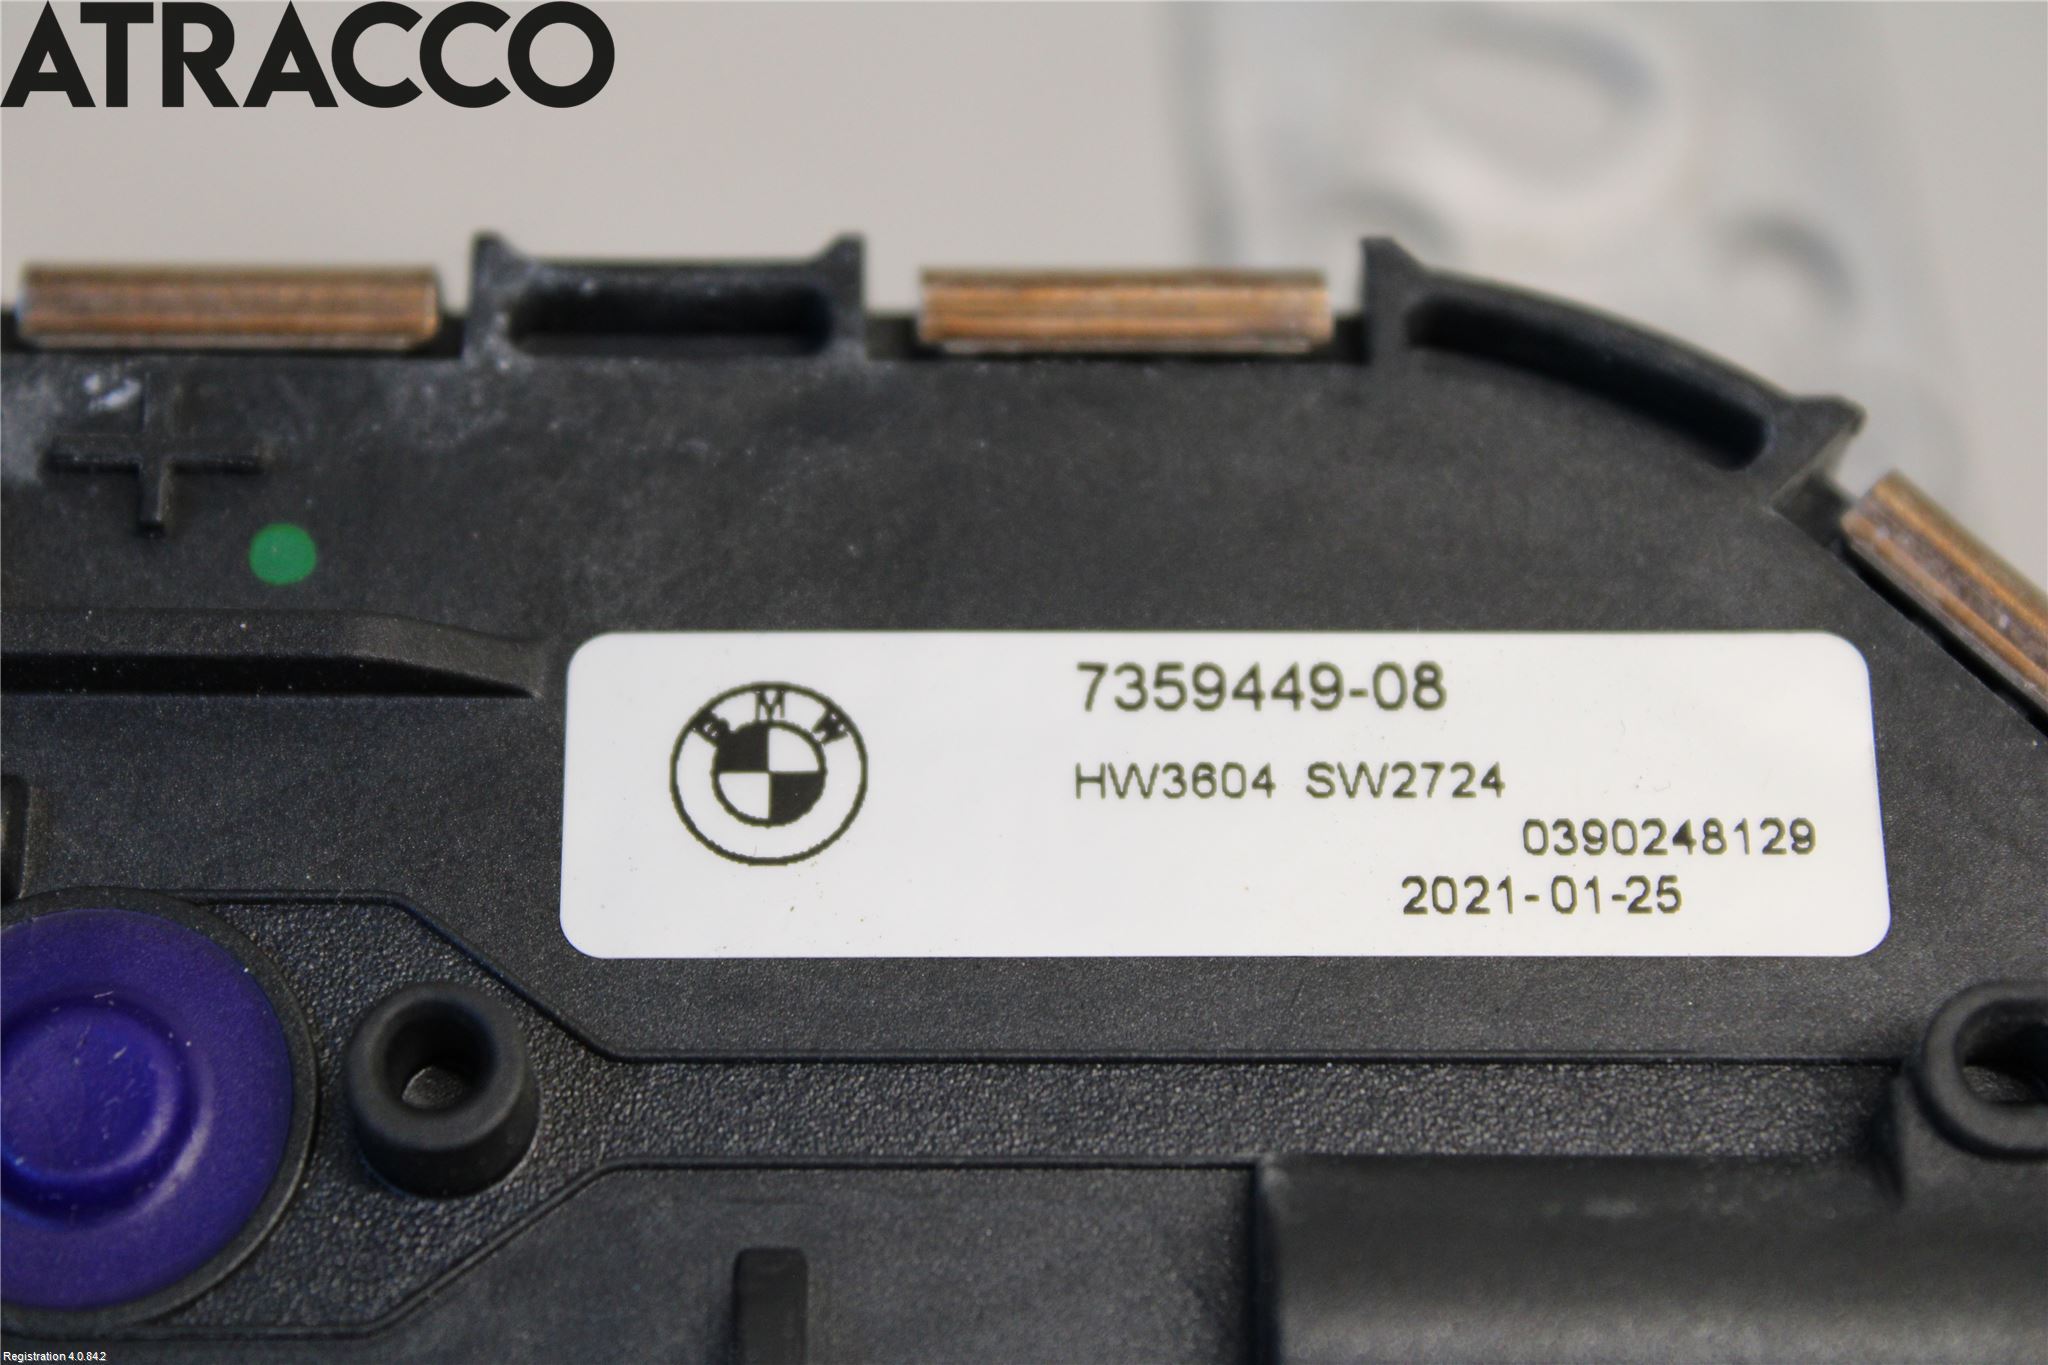 ATRACCO
BMW
7359449-08
HW3604 SW2724
0390248129
2021-01-25
Registration 4.0.84.2